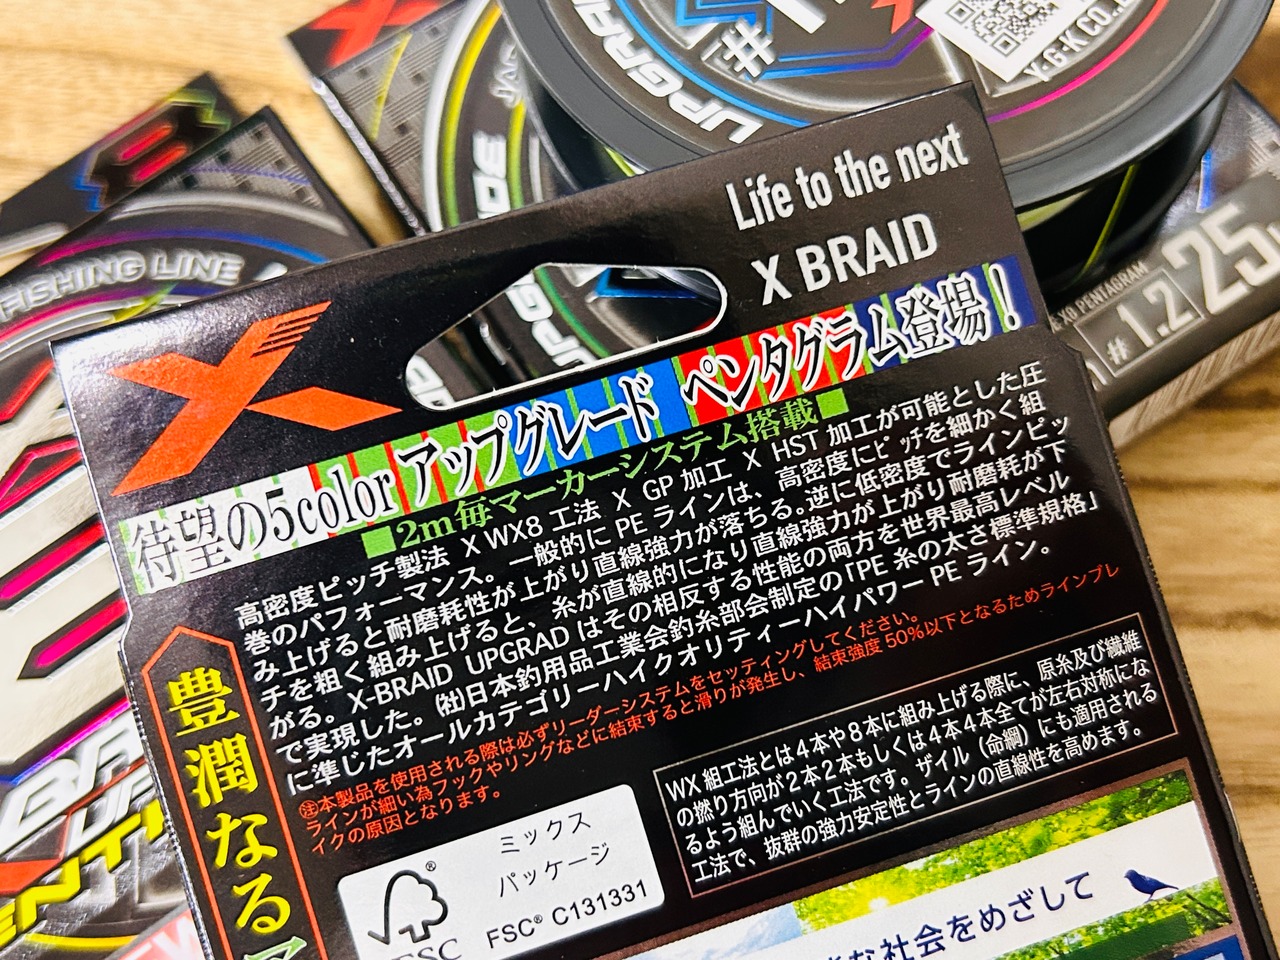 UPGRA
#
Y.G.K CO.,
JAP
IDE
UPG
FISHING LINE
X8 PENTAGRAM
#1.2
25
Life to the next
X BRAID
待望の5color アップグレード ペンタグラム登場！
■2m毎マーカーシステム搭載■
高密度ピッチ製法 X WX8 工法 X GP 加工 X HST 加工が可能とした圧
巻のパフォーマンス。一般的に PE ラインは、高密度にピッチを細かく組
み上げると耐磨耗性が上がり直線強力が落ちる。逆に低密度でラインピッ
チを粗く組み上げると、糸が直線的になり直線強力が上がり耐磨耗が下
がる。X-BRAID UPGRAD はその相反する性能の両方を世界最高レベル
で実現した。㈳日本釣用品工業会釣糸部会制定の「PE 糸の太さ標準規格」
に準じたオールカテゴリーハイクオリティーハイパワー PE ライン。
㊟本製品を使用される際は必ずリーダーシステムをセッティングしてください。
ラインが細い為フックやリングなどに結束すると滑りが発生し、結束強度 50%以下となるためラインブレ
イクの原因となります。
豊潤なる
WX 組工法とは４本や８本に組み上げる際に、原糸及び繊維
の撚り方向が２本２本もしくは４本４本全てが左右対称にな
るよう組んでいく工法です。ザイル（命綱）にも適用される
工法で、抜群の強力安定性とラインの直線性を高めます。
ミックス
パッケージ
FSC® C131331
®
FSC
な社会をめざして
BRA
UP
ENT